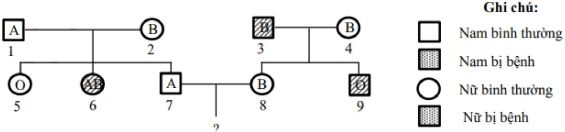 Ghi chú:
A B B B
1 2 3 4
Nam bình thường
Nam bị bệnh
O AB A B O
5 6 7 8 9
Nữ bình thường
Nữ bị bệnh
?